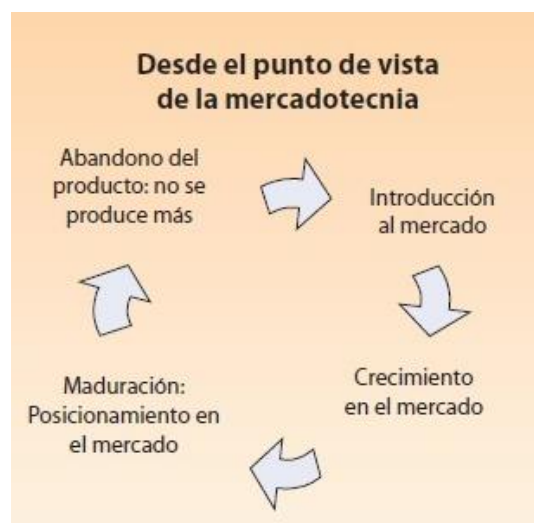 Desde el punto de vista
de la mercadotecnia
Abandono del
producto: no se
produce más
Introducción
al mercado
Crecimiento
en el mercado
Maduración:
Posicionamiento en
el mercado